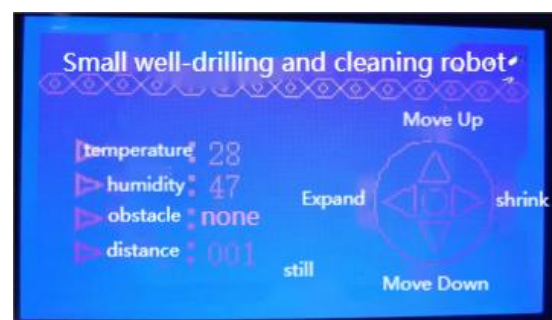 Small well-drilling and cleaning robot
Move Up
temperature: 28
humidity: 47
Expand
shrink
obstacle: none
distance: 001
still
Move Down